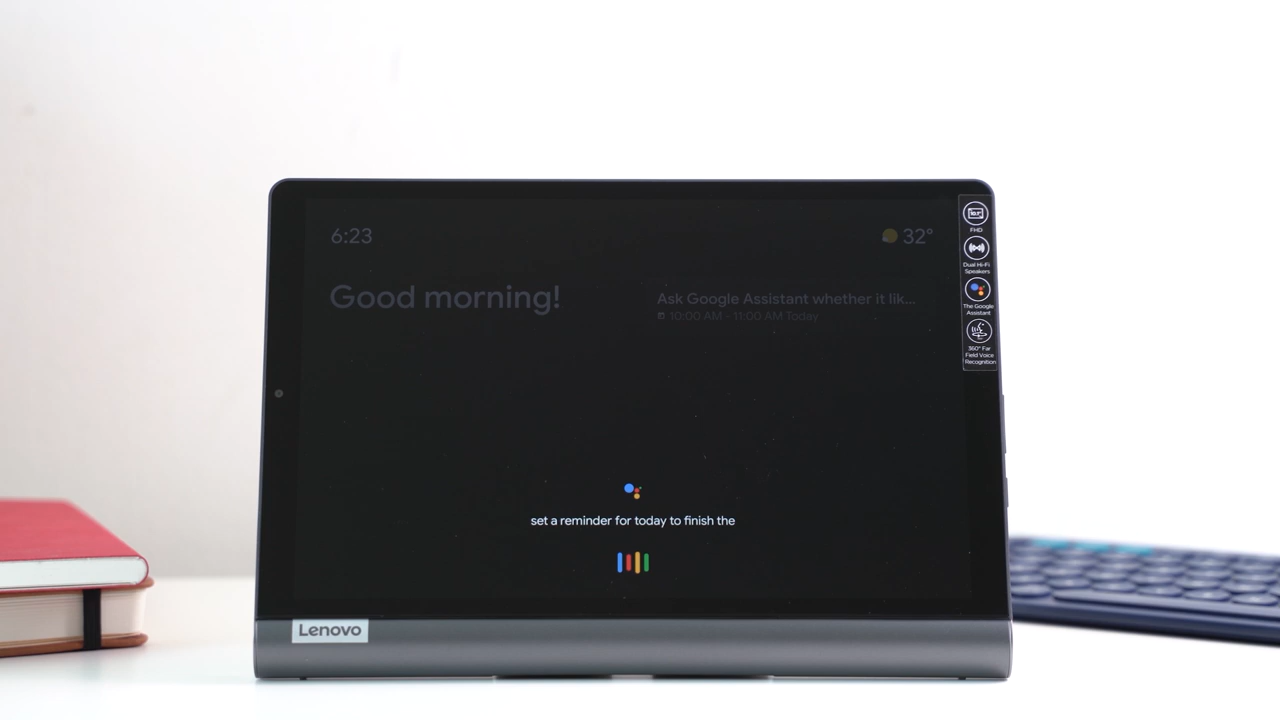 6:23
32°
Good morning!
Ask Google Assistant whether it lik...
10:00 AM - 11:00 AM Today
set a reminder for today to finish the
Lenovo
10.1"
FHD
Dual Hi-Fi
Speakers
The Google
Assistant
360° Far
Field Voice
Recognition